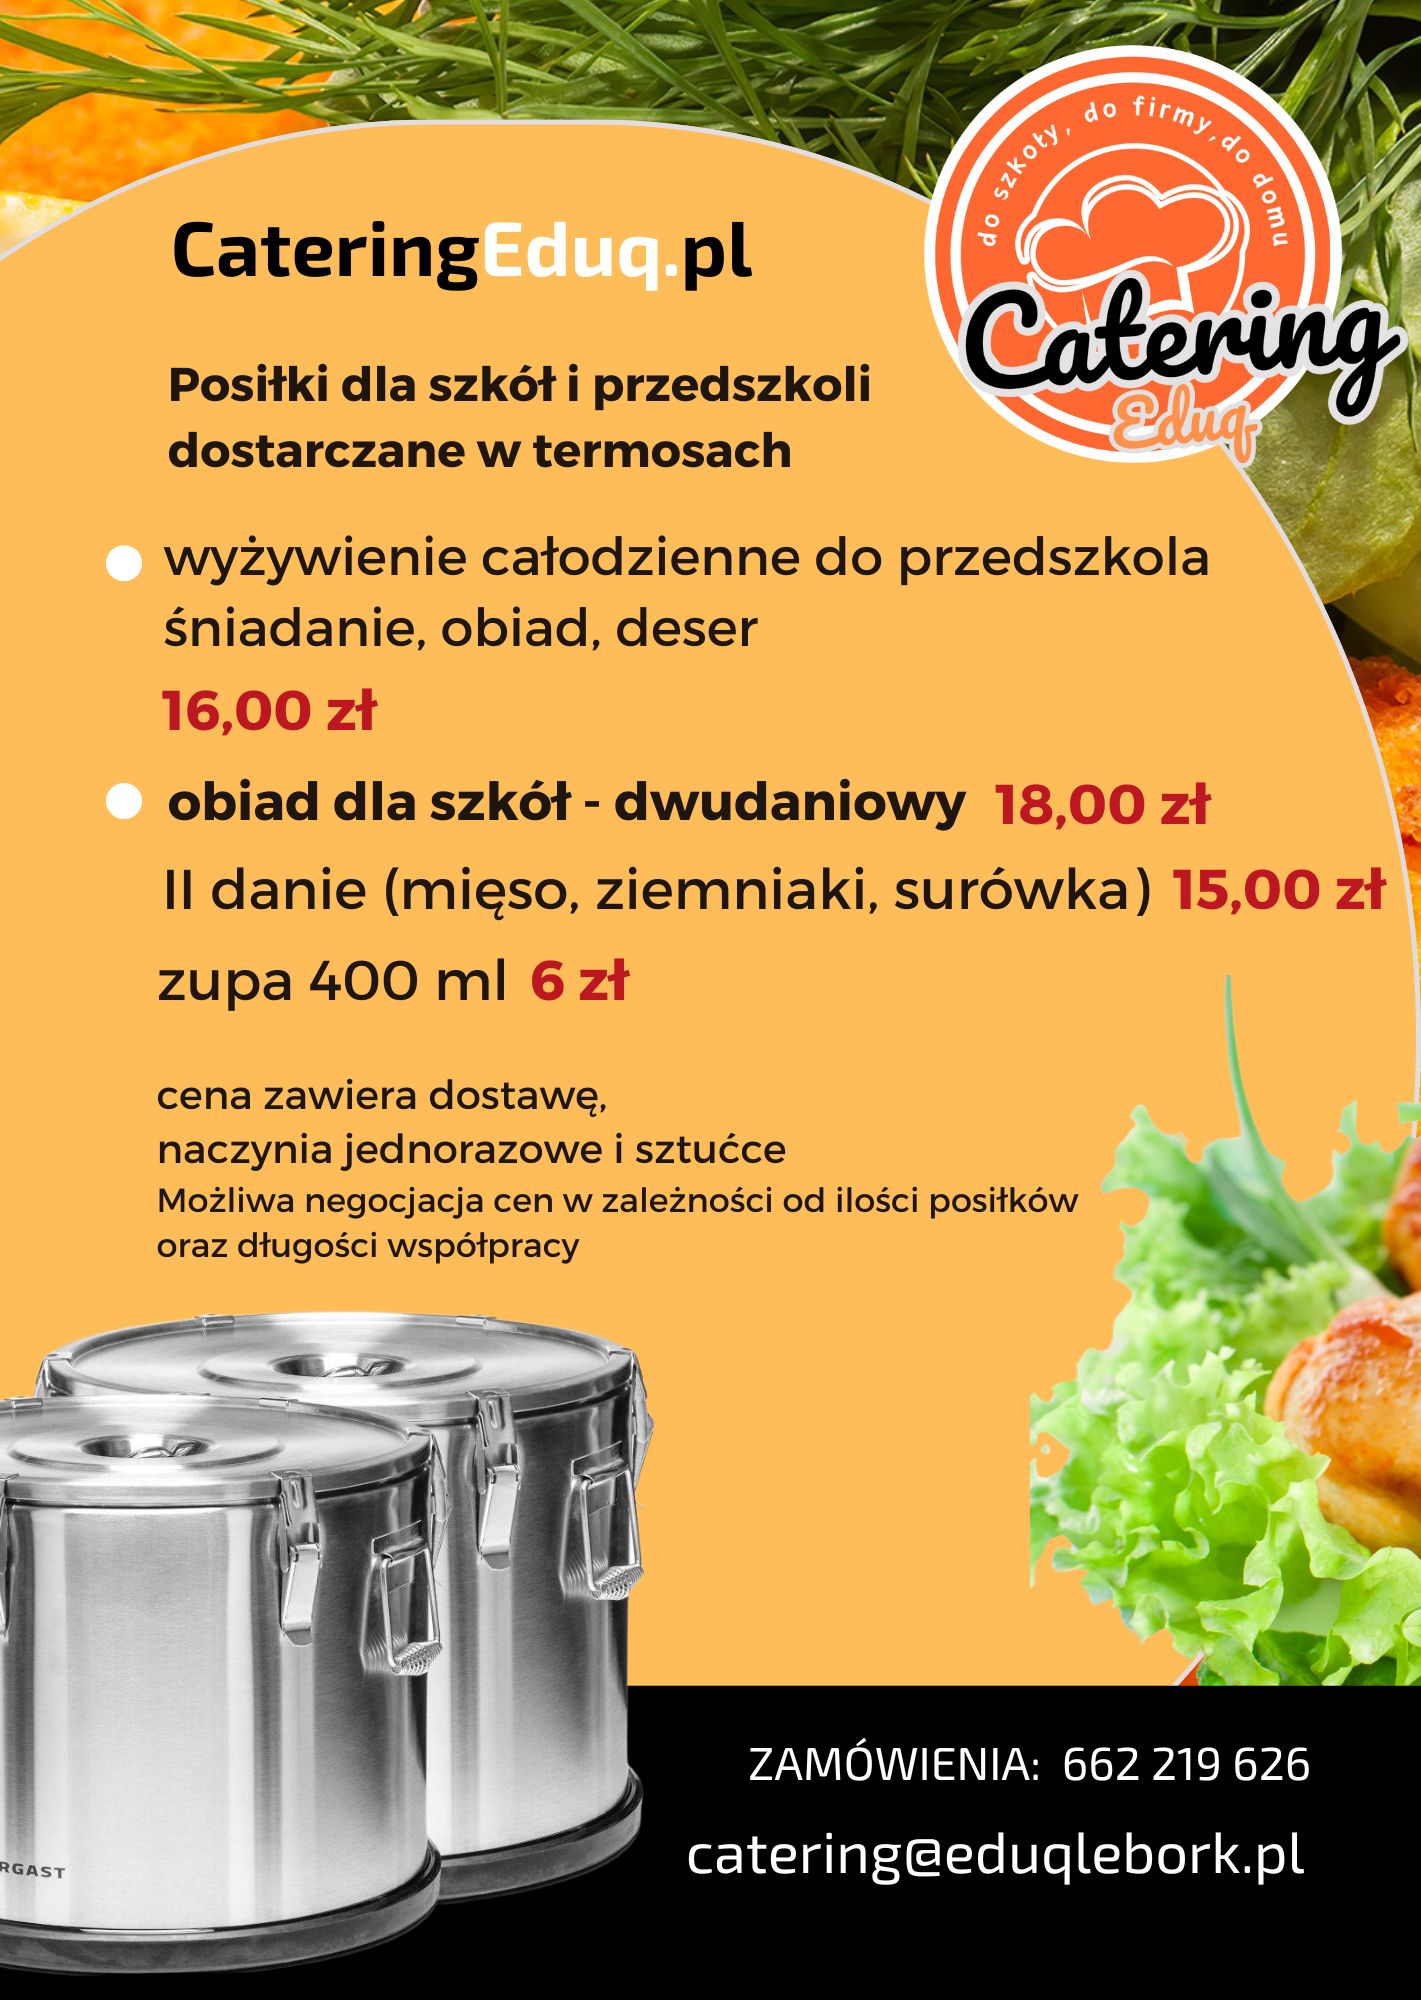 do szkoły, do firmy, do domu
Catering
Eduq
CateringEduq.pl
Posiłki dla szkół i przedszkoli
dostarczane w termosach
wyżywienie całodzienne do przedszkola
śniadanie, obiad, deser
16,00 zł
obiad dla szkół - dwudaniowy 18,00 zł
II danie (mięso, ziemniaki, surówka) 15,00 zł
zupa 400 ml 6 zł
cena zawiera dostawę,
naczynia jednorazowe i sztućce
Możliwa negocjacja cen w zależności od ilości posiłków
oraz długości współpracy
RGAST
ZAMÓWIENIA: 662 219 626
catering@eduqlebork.pl